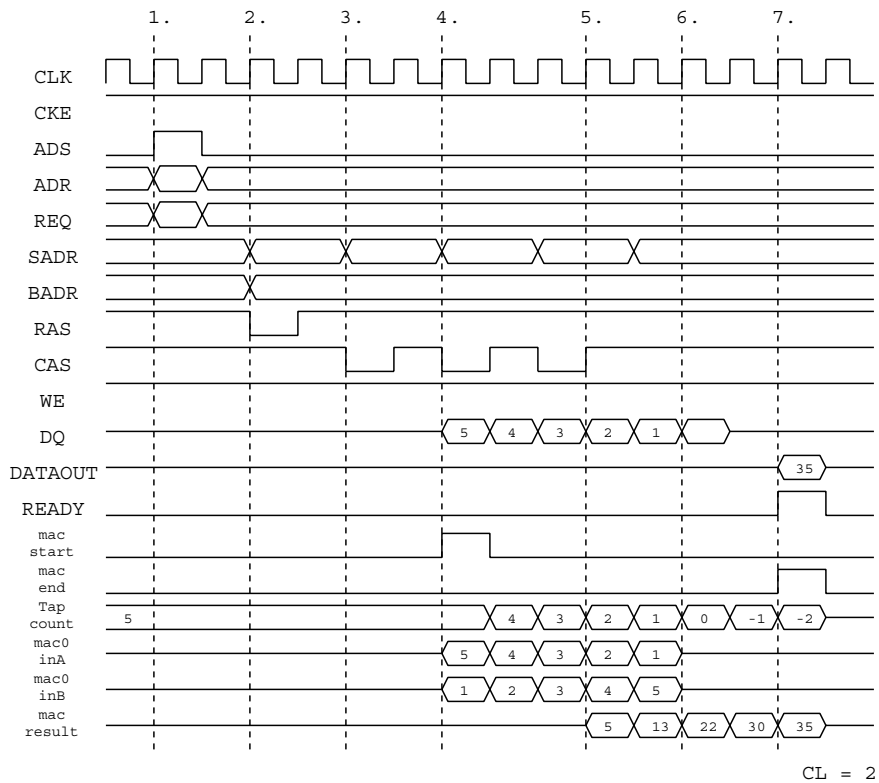 1. 2. 3. 4. 5. 6. 7.
CLK
CKE
ADS
ADR
REQ
SADR
BADR
RAS
CAS
WE
DQ 5 4 3 2 1
DATAOUT 35
READY
mac
start
mac
end
Tap
count 5 4 3 2 1 0 -1 -2
mac0
inA 5 4 3 2 1
mac0
inB 1 2 3 4 5
mac
result 5 13 22 30 35
CL = 2